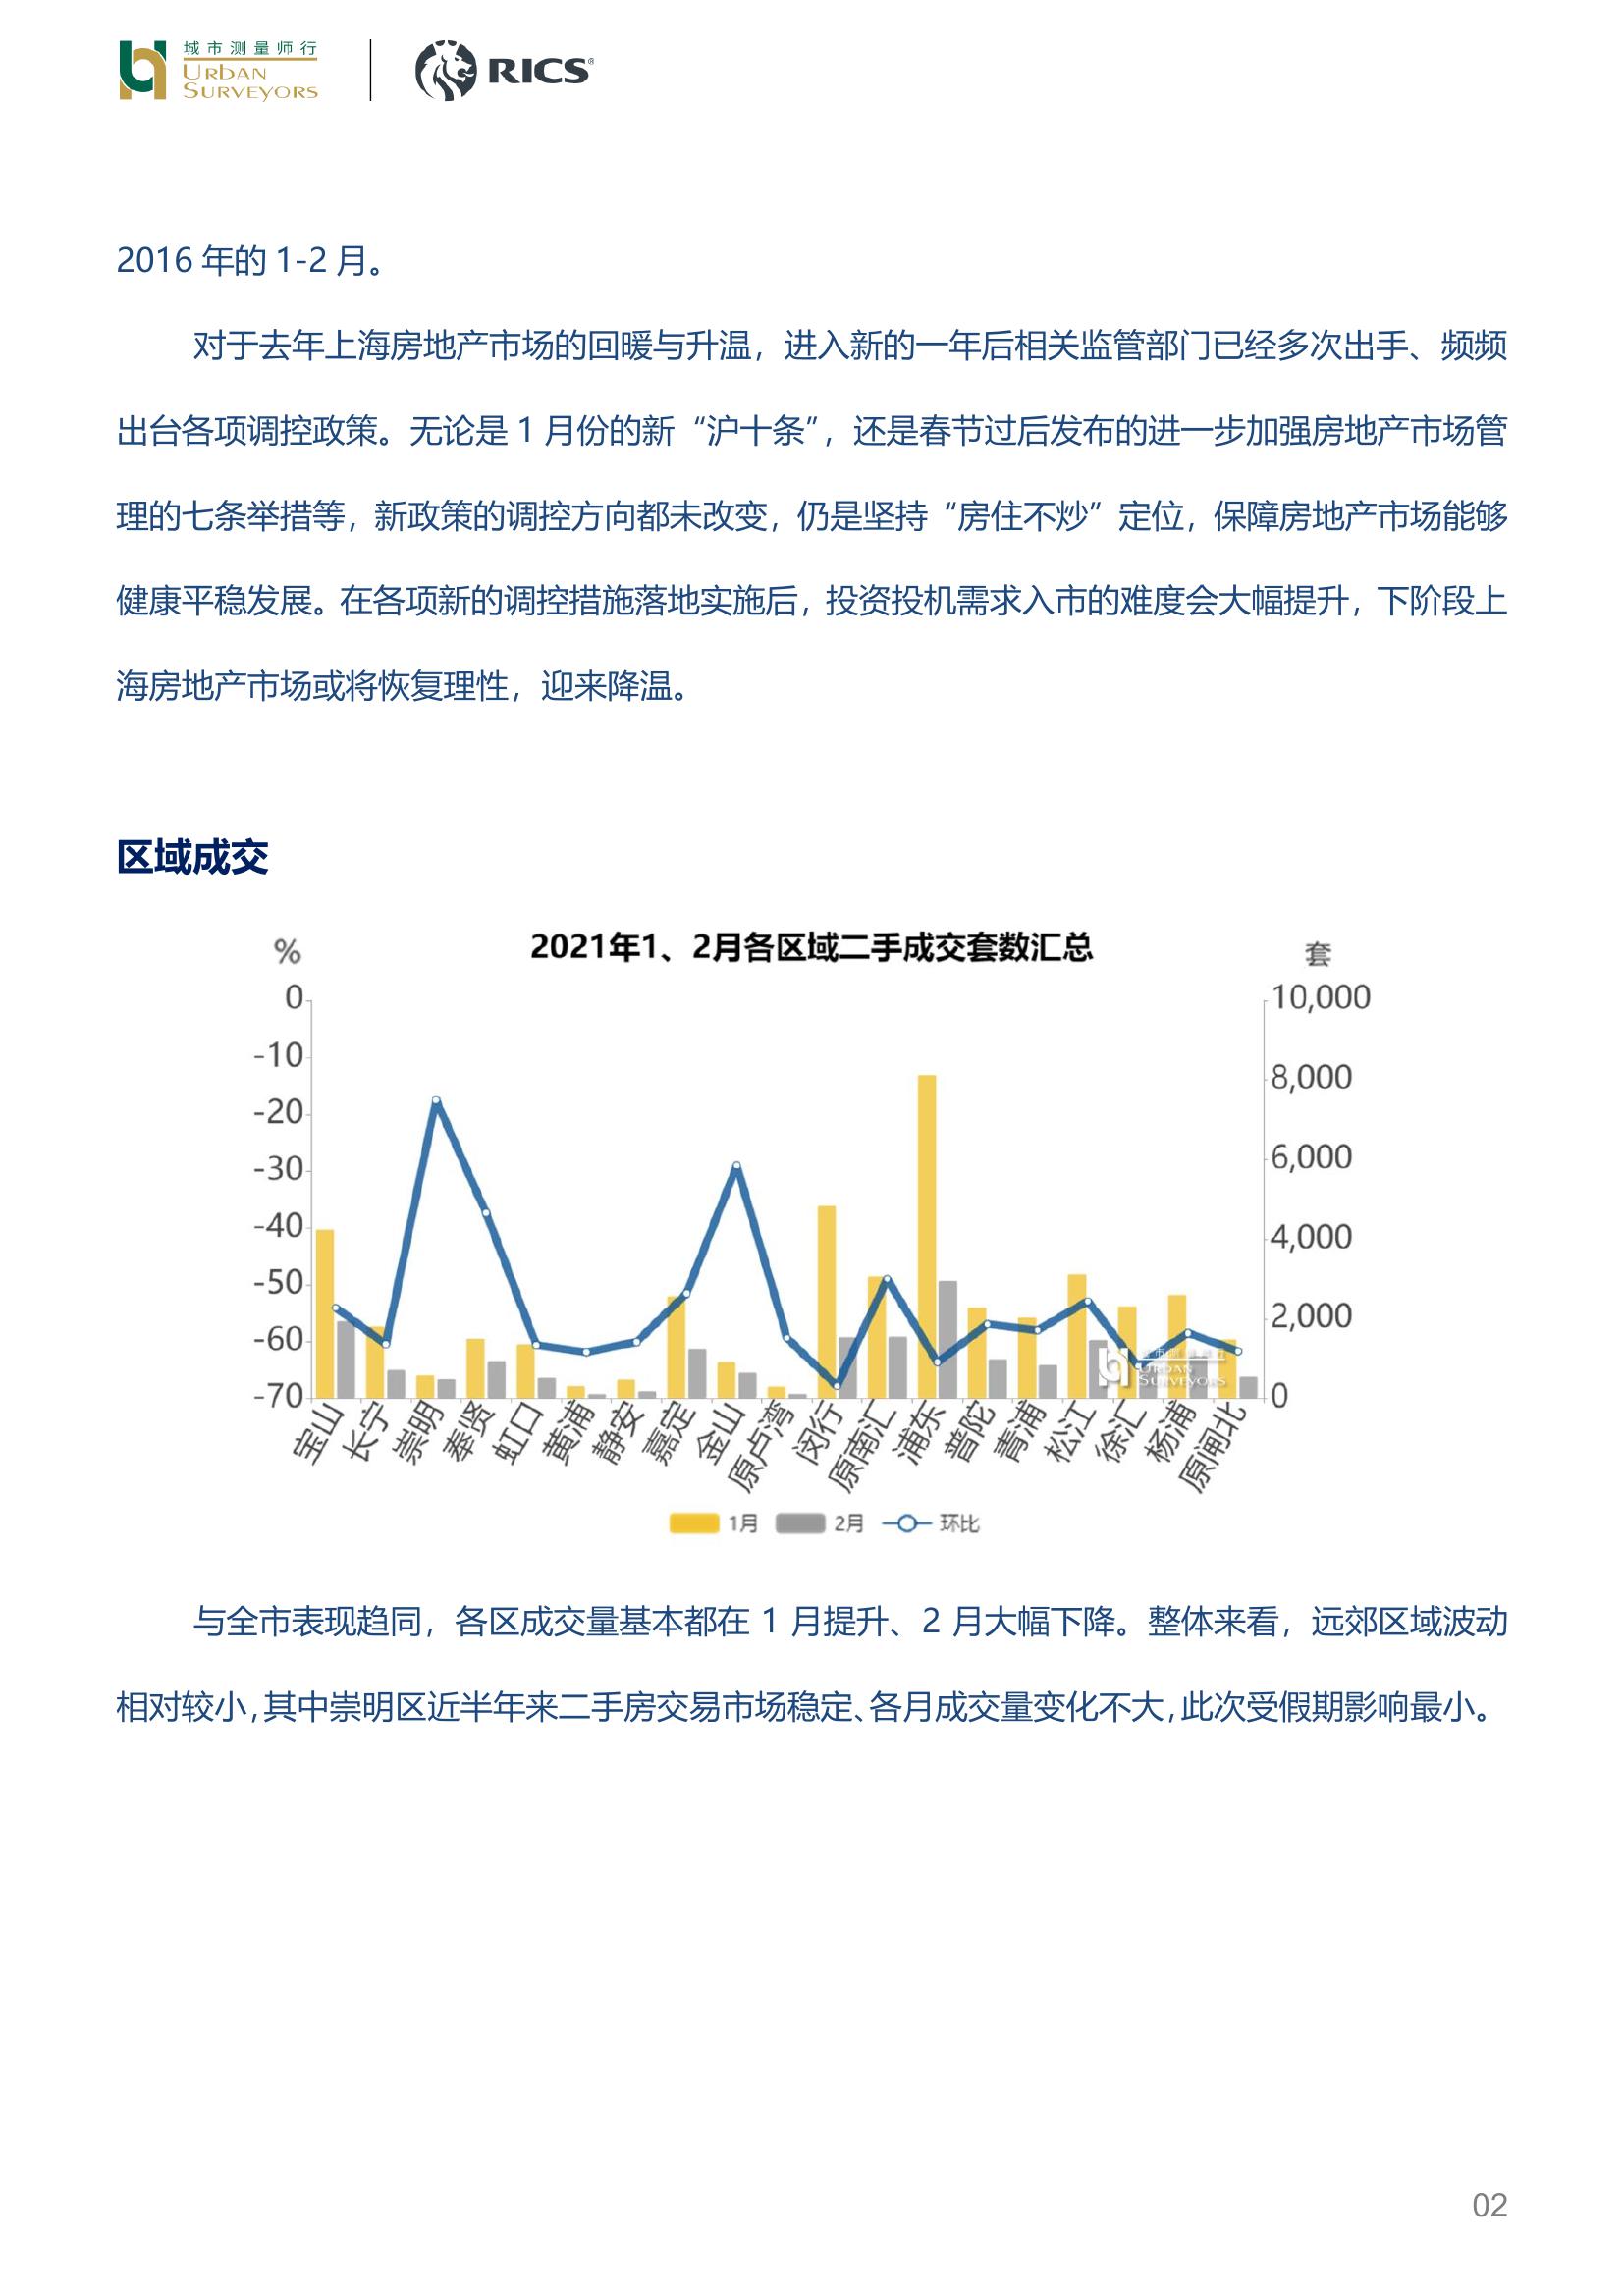 城市测量师行
URBAN
SURVEYORS
RICS®
2016 年的 1-2 月。
对于去年上海房地产市场的回暖与升温，进入新的一年后相关监管部门已经多次出手、频频
出台各项调控政策。无论是 1 月份的新“沪十条”，还是春节过后发布的进一步加强房地产市场管
理的七条举措等，新政策的调控方向都未改变，仍是坚持“房住不炒”定位，保障房地产市场能够
健康平稳发展。在各项新的调控措施落地实施后，投资投机需求入市的难度会大幅提升，下阶段上
海房地产市场或将恢复理性，迎来降温。
区域成交
2021年1、2月各区域二手成交套数汇总
%
套
0
-10
-20
-30
-40
-50
-60
-70
10,000
8,000
6,000
4,000
2,000
0
城市测量师行
URBAN
SURVEYORS
宝山
长宁
崇明
奉贤
虹口
黄浦
静安
嘉定
金山
原卢湾
闵行
原南汇
浦东
普陀
青浦
松江
徐汇
杨浦
原闸北
1月 2月 环比
与全市表现趋同，各区成交量基本都在 1 月提升、2 月大幅下降。整体来看，远郊区域波动
相对较小，其中崇明区近半年来二手房交易市场稳定、各月成交量变化不大，此次受假期影响最小。
02